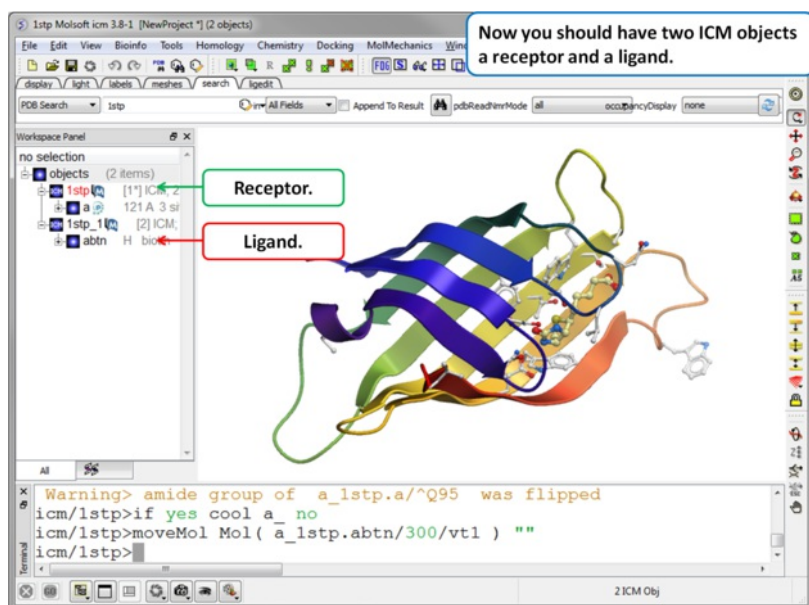 1stp Molsoft icm 3.8-1 [NewProject *] (2 objects)
Now you should have two ICM objects
a receptor and a ligand.
File Edit View Bioinfo Tools Homology Chemistry Docking MolMechanics
display light labels meshes search ligedit
PDB Search 1stp in All Fields Append To Result pdbReadNmrMode all occupancyDisplay none
Workspace Panel
no selection
objects (2 items)
1stp [1*] ICM, 2
Receptor.
a 121 A 3 si
1stp_1 [2] ICM;
Ligand.
abtn H
All
Warning> amide group of a_1stp.a/^Q95 was flipped
icm/1stp>if yes cool a_ no
icm/1stp>moveMol Mol( a_1stp.abtn/300/vt1 ) ""
icm/1stp>
Terminal
2 ICM Obj